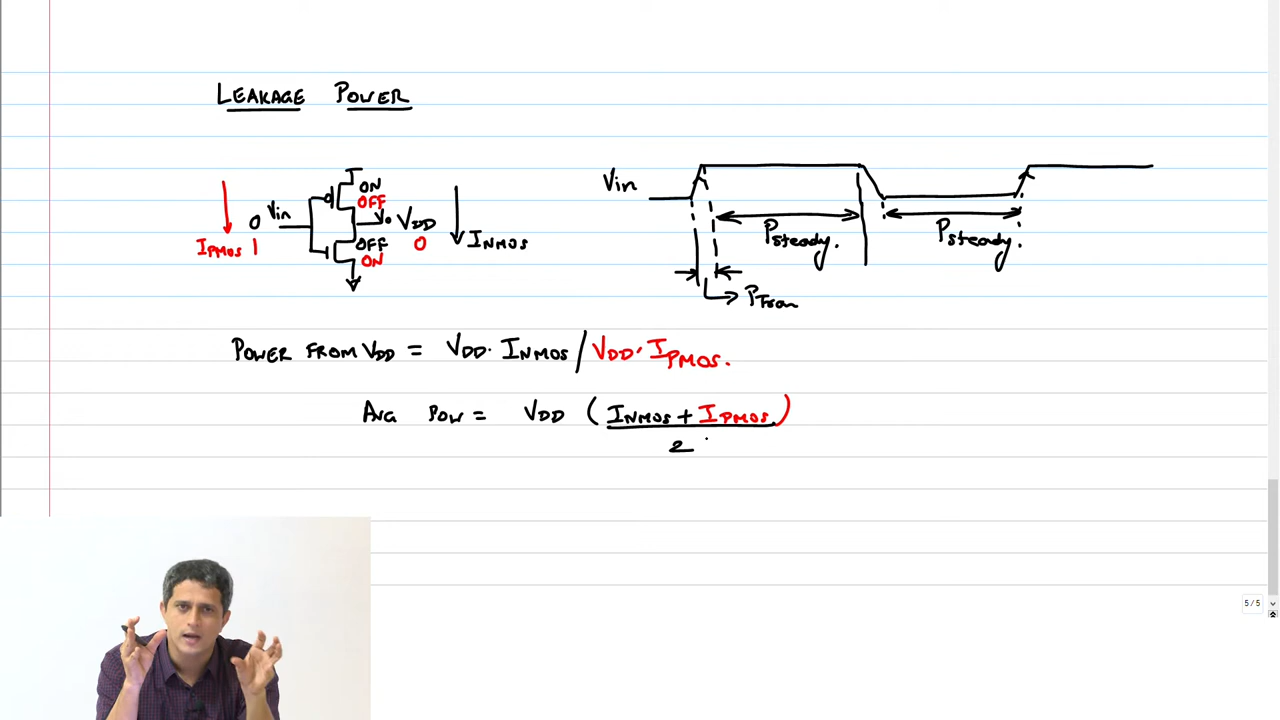 LEAKAGE POWER
ON
OFF
0 Vin
IPMOS 1
VDD
OFF 0
ON
INMOS
Vin
Psteady.
Psteady.
PTran
POWER FROM VDD = VDD. INMOS / VDD. IPMOS.
AVG POW = VDD (INMOS + IPMOS)
2
5/5